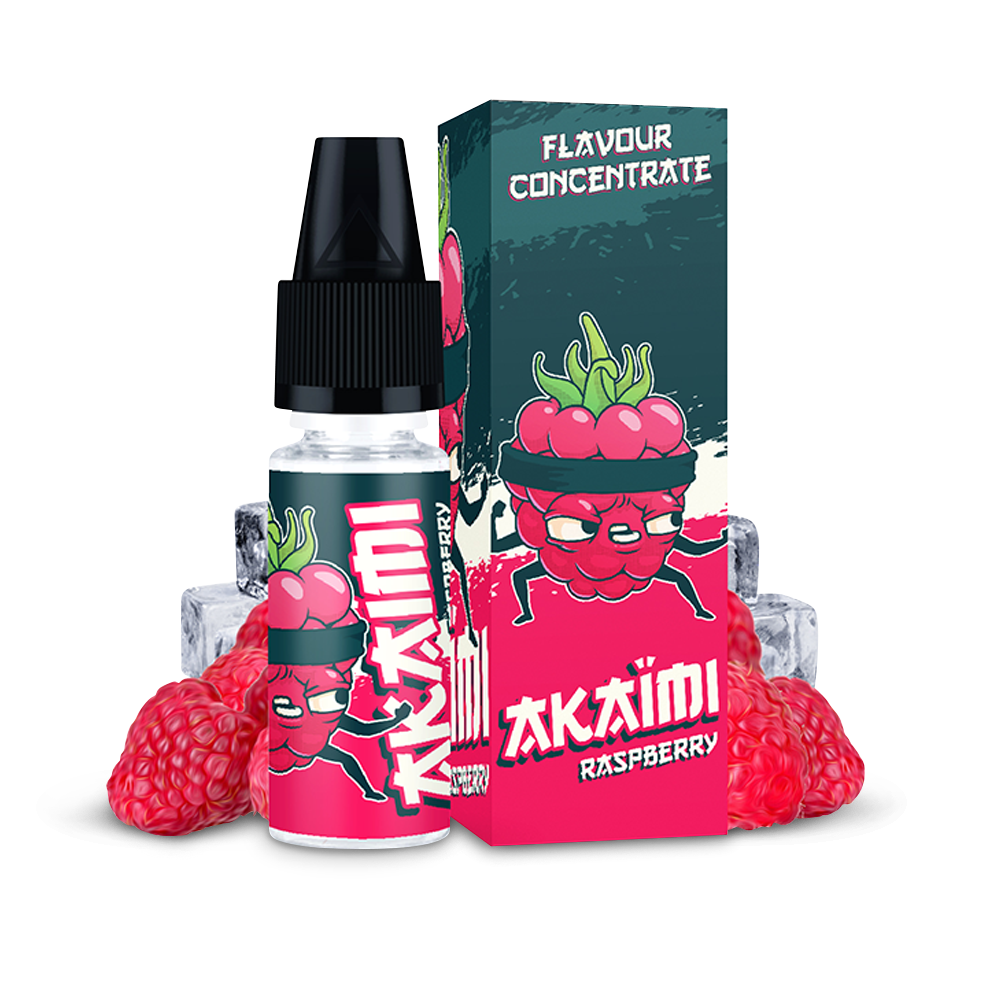 FLAVOUR
CONCENTRATE
AKAÏMI
RASPBERRY
AKAÏMI